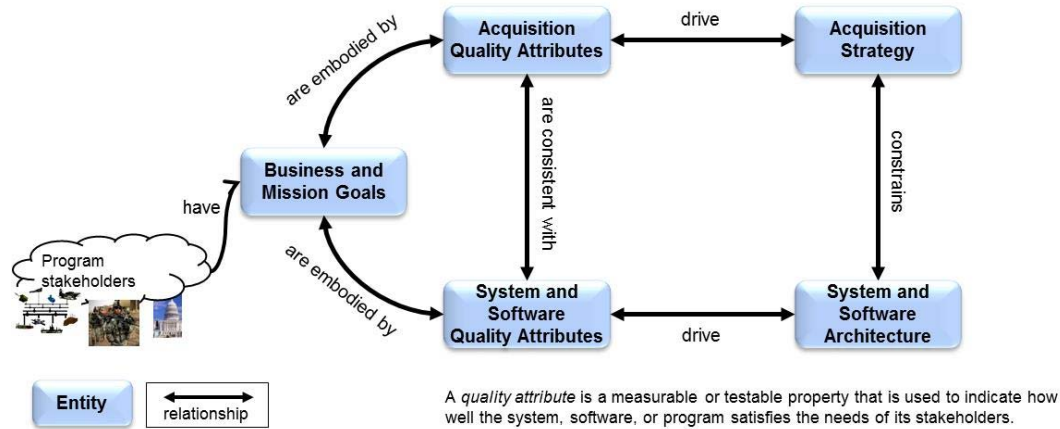 Acquisition
Quality Attributes
drive
Acquisition
Strategy
are embodied by
are consistent with
constrains
Business and
Mission Goals
have
Program
stakeholders
are embodied by
System and
Software
Quality Attributes
drive
System and
Software
Architecture
Entity
relationship
A quality attribute is a measurable or testable property that is used to indicate how
well the system, software, or program satisfies the needs of its stakeholders.